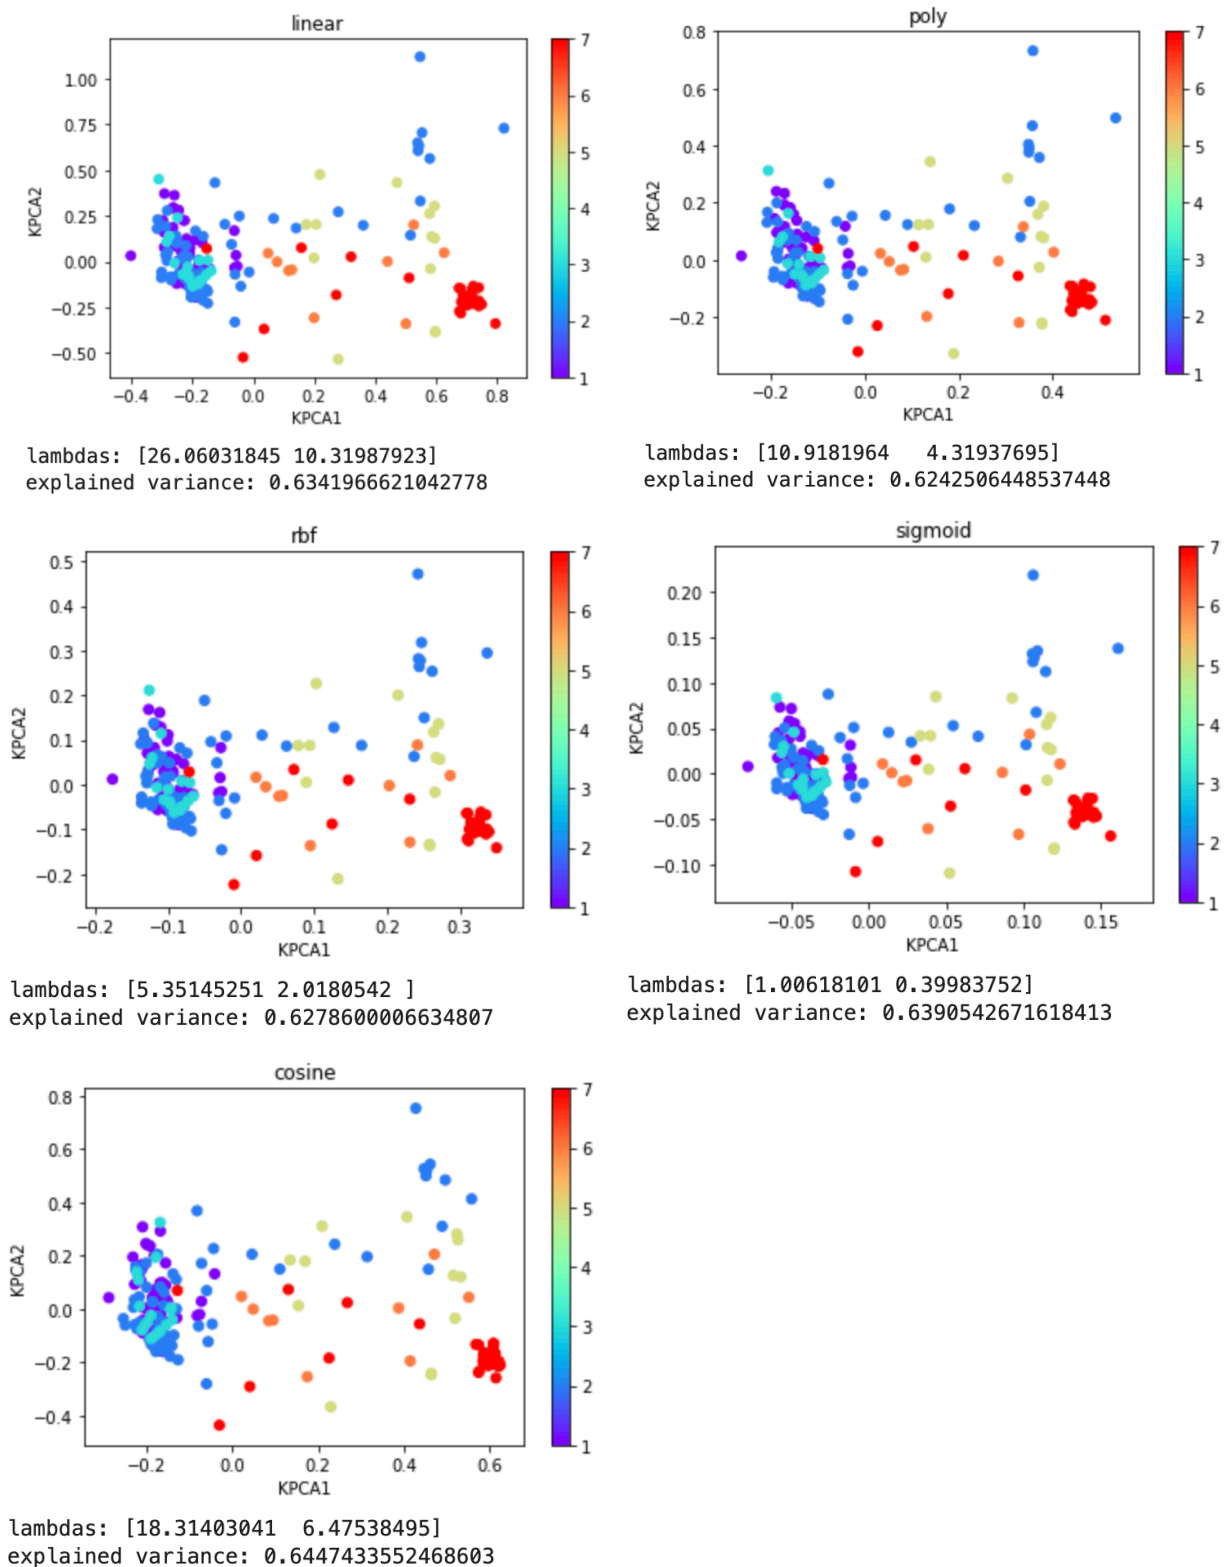 linear
1.00
0.75
0.50
0.25
0.00
−0.25
−0.50
KPCA2
−0.4 −0.2 0.0 0.2 0.4 0.6 0.8
KPCA1
7
6
5
4
3
2
1
lambdas: [26.06031845 10.31987923]
explained variance: 0.6341966621042778
poly
0.8
0.6
0.4
0.2
0.0
−0.2
KPCA2
−0.2 0.0 0.2 0.4
KPCA1
7
6
5
4
3
2
1
lambdas: [10.9181964 4.31937695]
explained variance: 0.6242506448537448
rbf
0.5
0.4
0.3
0.2
0.1
0.0
−0.1
−0.2
KPCA2
−0.2 −0.1 0.0 0.1 0.2 0.3
KPCA1
7
6
5
4
3
2
1
lambdas: [5.35145251 2.0180542 ]
explained variance: 0.6278600006634807
sigmoid
0.20
0.15
0.10
0.05
0.00
−0.05
−0.10
KPCA2
−0.05 0.00 0.05 0.10 0.15
KPCA1
7
6
5
4
3
2
1
lambdas: [1.00618101 0.39983752]
explained variance: 0.6390542671618413
cosine
0.8
0.6
0.4
0.2
0.0
−0.2
−0.4
KPCA2
−0.2 0.0 0.2 0.4 0.6
KPCA1
7
6
5
4
3
2
1
lambdas: [18.31403041 6.47538495]
explained variance: 0.6447433552468603